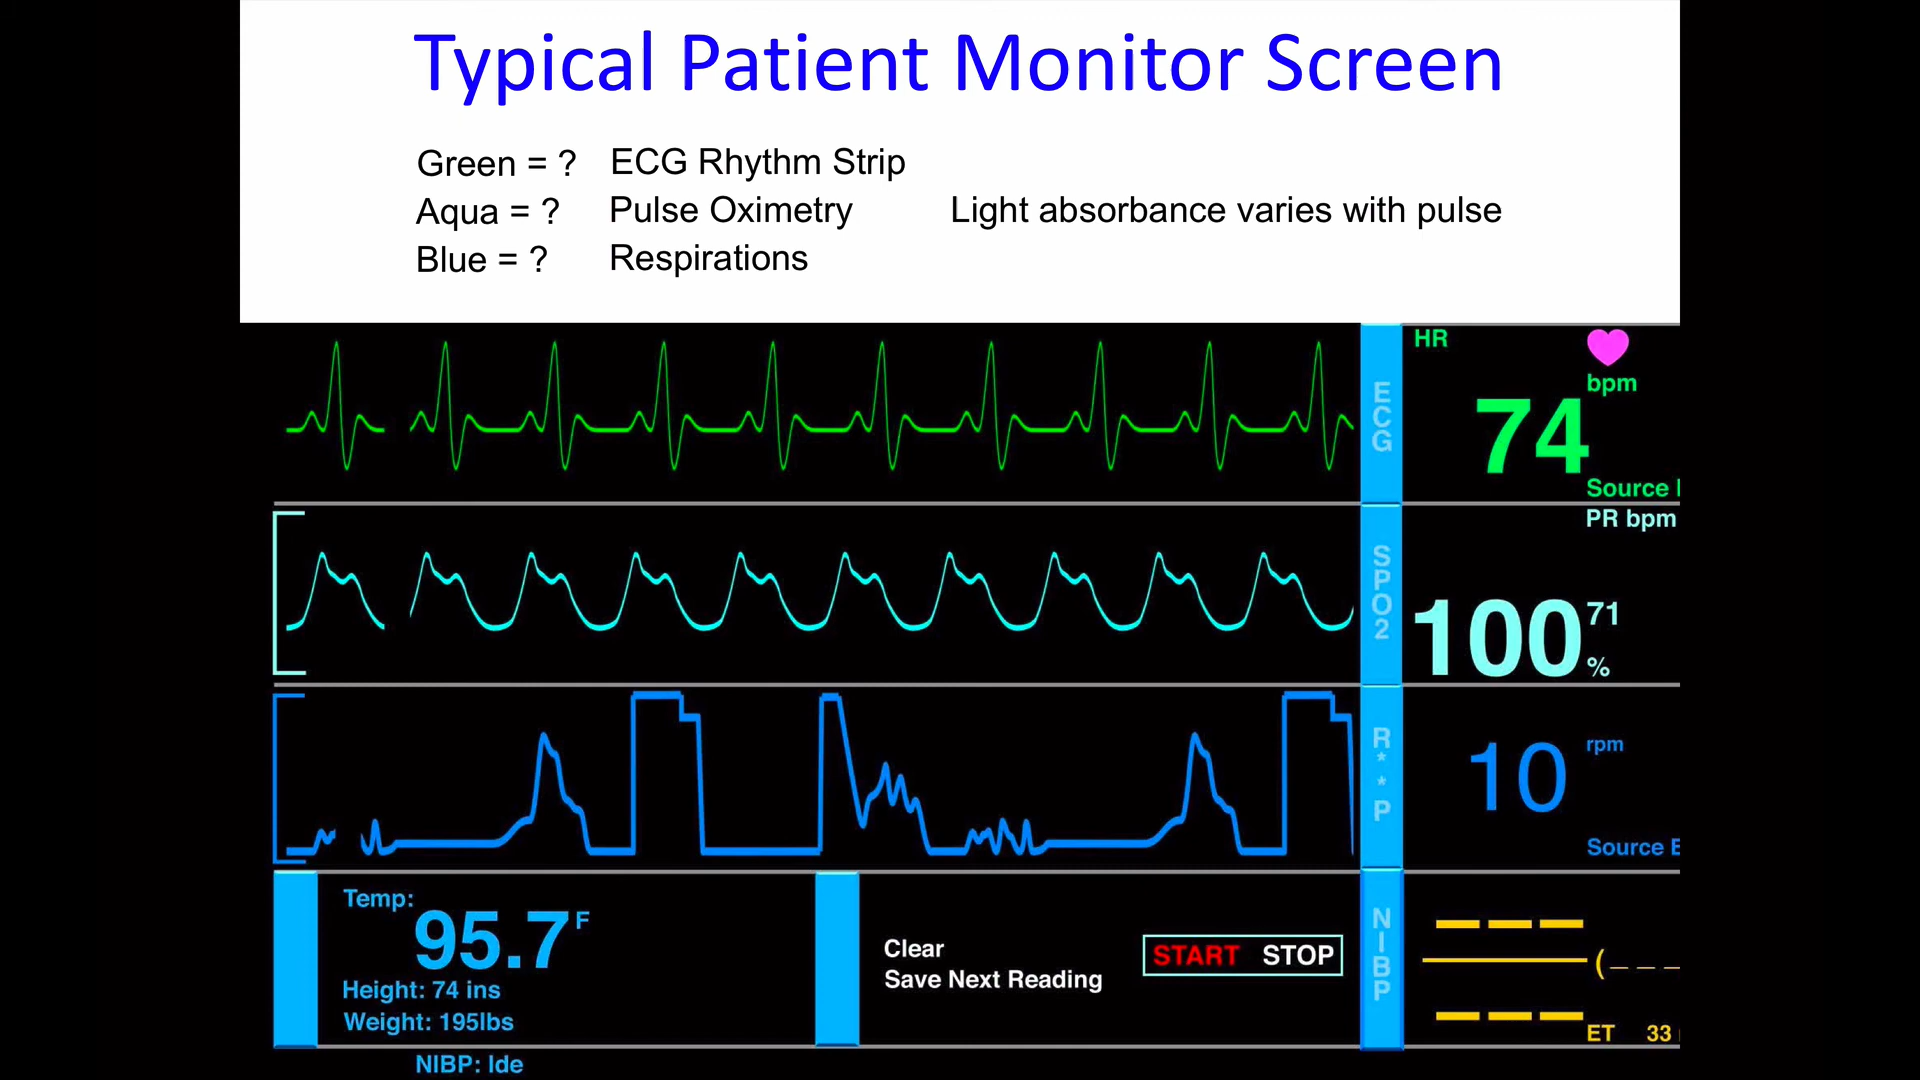 Typical Patient Monitor Screen
Green = ? ECG Rhythm Strip
Aqua = ? Pulse Oximetry Light absorbance varies with pulse
Blue = ? Respirations
ECG
HR
bpm
74
Source
SPO2
PR bpm
100 71
%
R**P
10 rpm
Source E
Temp:
95.7 F
Height: 74 ins
Weight: 195lbs
NIBP: Ide
Clear
Save Next Reading
START STOP
NIBP
--- 
( ---
---
ET 33